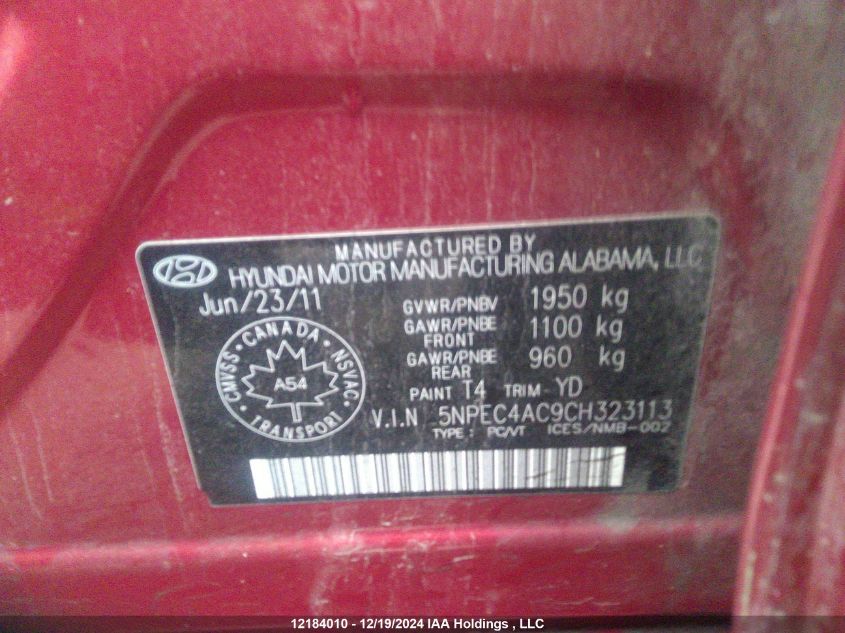 MANUFACTURED BY
HYUNDAI MOTOR MANUFACTURING ALABAMA, LLC
Jun/23/11
GVWR/PNBV 1950 kg
GAWR/PNBE FRONT 1100 kg
GAWR/PNBE REAR 960 kg
CANADA
CMVSS
NSVAC
A54
TRANSPORT
PAINT T4 TRIM YD
V.I.N 5NPEC4AC9CH323113
TYPE : PC/VT ICES/NMB-002
12184010 - 12/19/2024 IAA Holdings , LLC